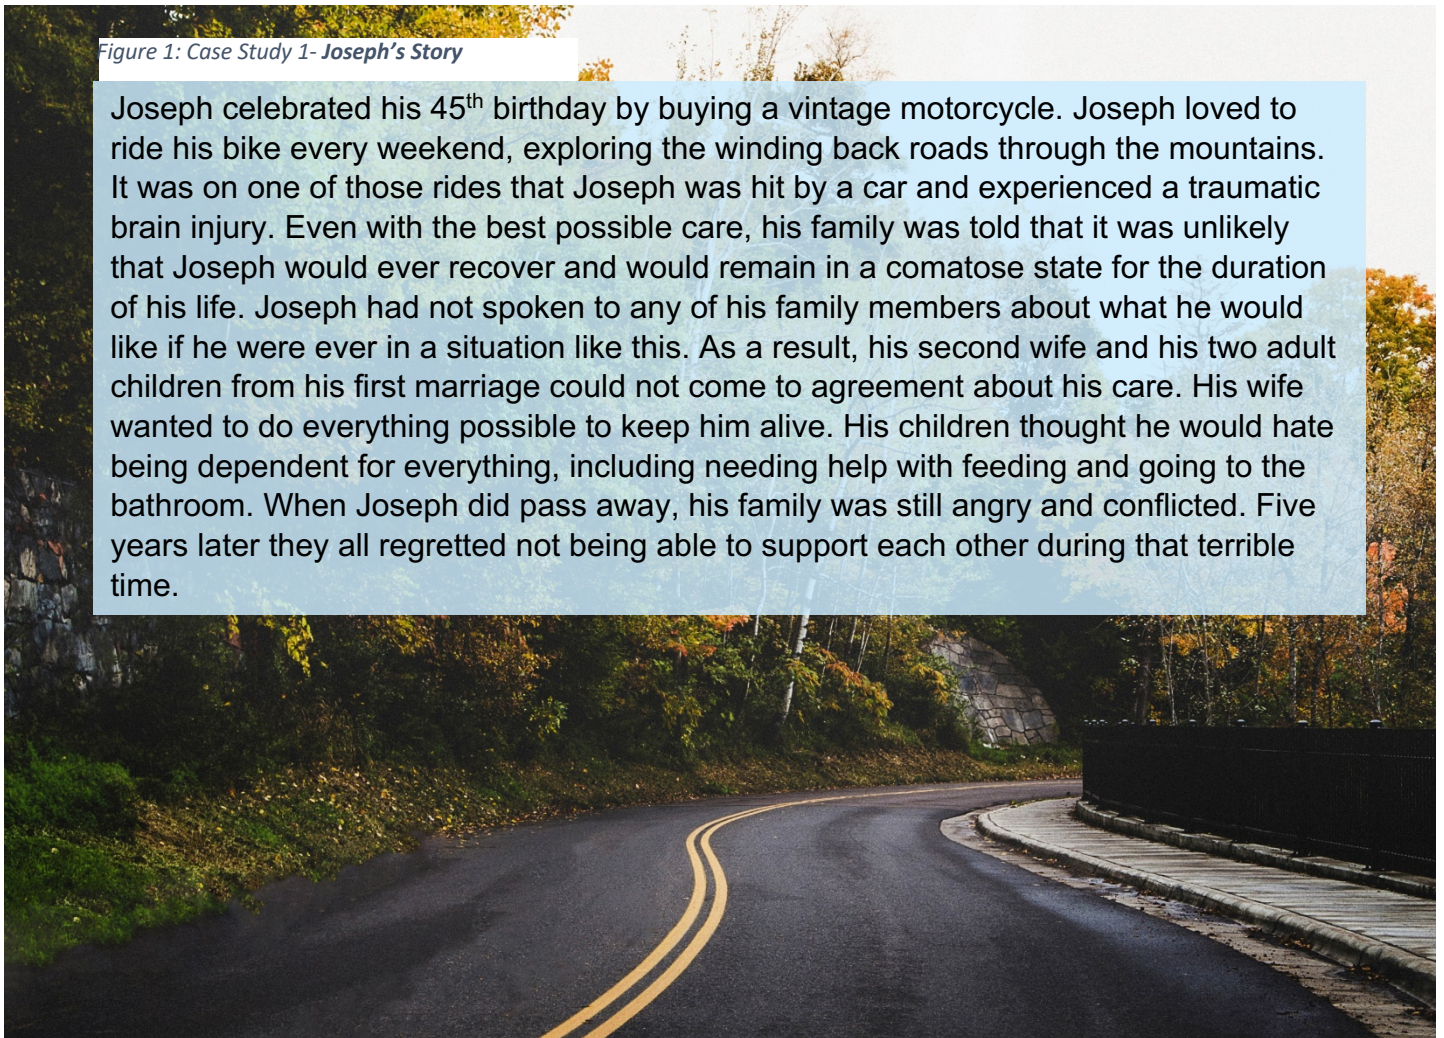 Figure 1: Case Study 1- Joseph's Story
Joseph celebrated his 45th birthday by buying a vintage motorcycle. Joseph loved to
ride his bike every weekend, exploring the winding back roads through the mountains.
It was on one of those rides that Joseph was hit by a car and experienced a traumatic
brain injury. Even with the best possible care, his family was told that it was unlikely
that Joseph would ever recover and would remain in a comatose state for the duration
of his life. Joseph had not spoken to any of his family members about what he would
like if he were ever in a situation like this. As a result, his second wife and his two adult
children from his first marriage could not come to agreement about his care. His wife
wanted to do everything possible to keep him alive. His children thought he would hate
being dependent for everything, including needing help with feeding and going to the
bathroom. When Joseph did pass away, his family was still angry and conflicted. Five
years later they all regretted not being able to support each other during that terrible
time.